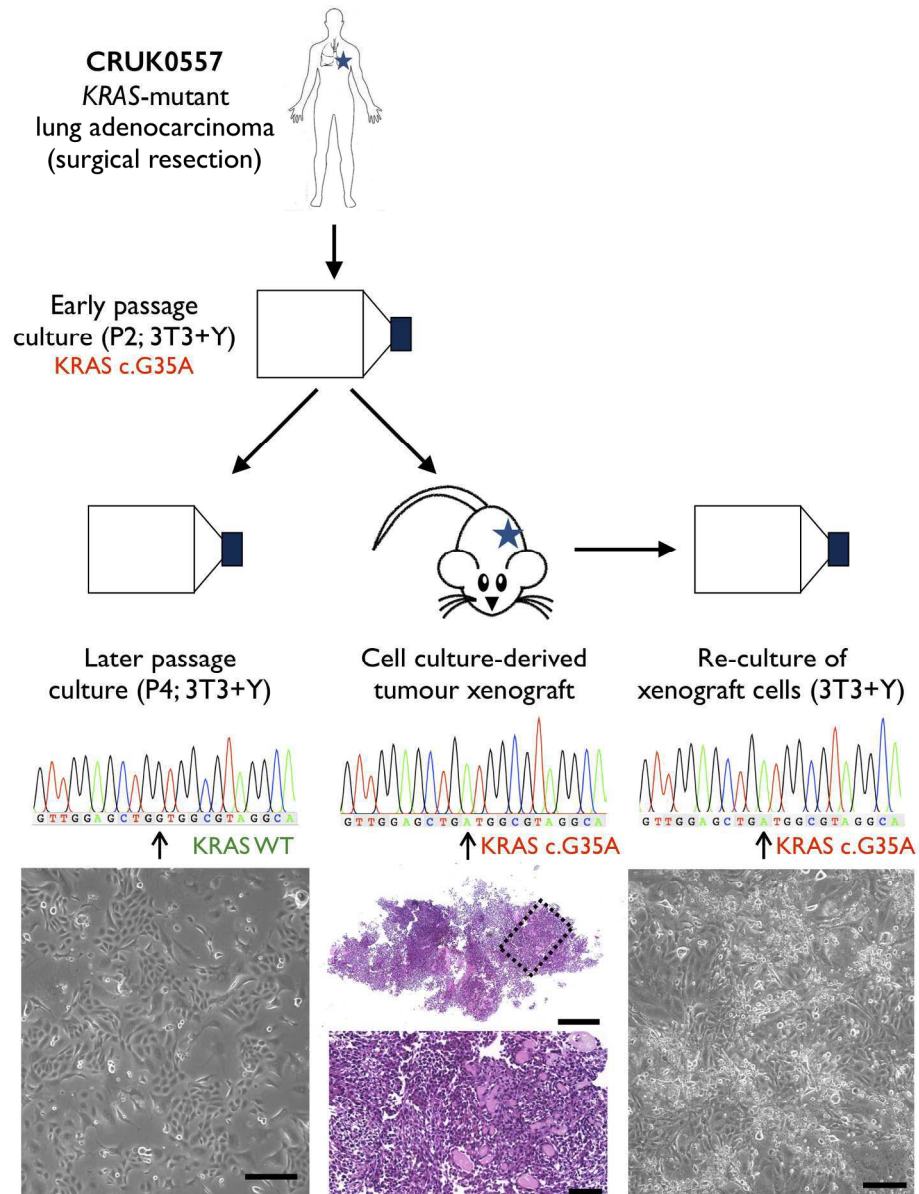 CRUK0557
KRAS-mutant
lung adenocarcinoma
(surgical resection)
Early passage
culture (P2; 3T3+Y)
KRAS c.G35A
Later passage
culture (P4; 3T3+Y)
Cell culture-derived
tumour xenograft
Re-culture of
xenograft cells (3T3+Y)
GTTGGAGCTGGTGGCGTAGGCA
GTTGGAGCTGATGGCGTAGGCA
GTTGGAGCTGATGGCGTAGGCA
KRAS WT
KRAS c.G35A
KRAS c.G35A